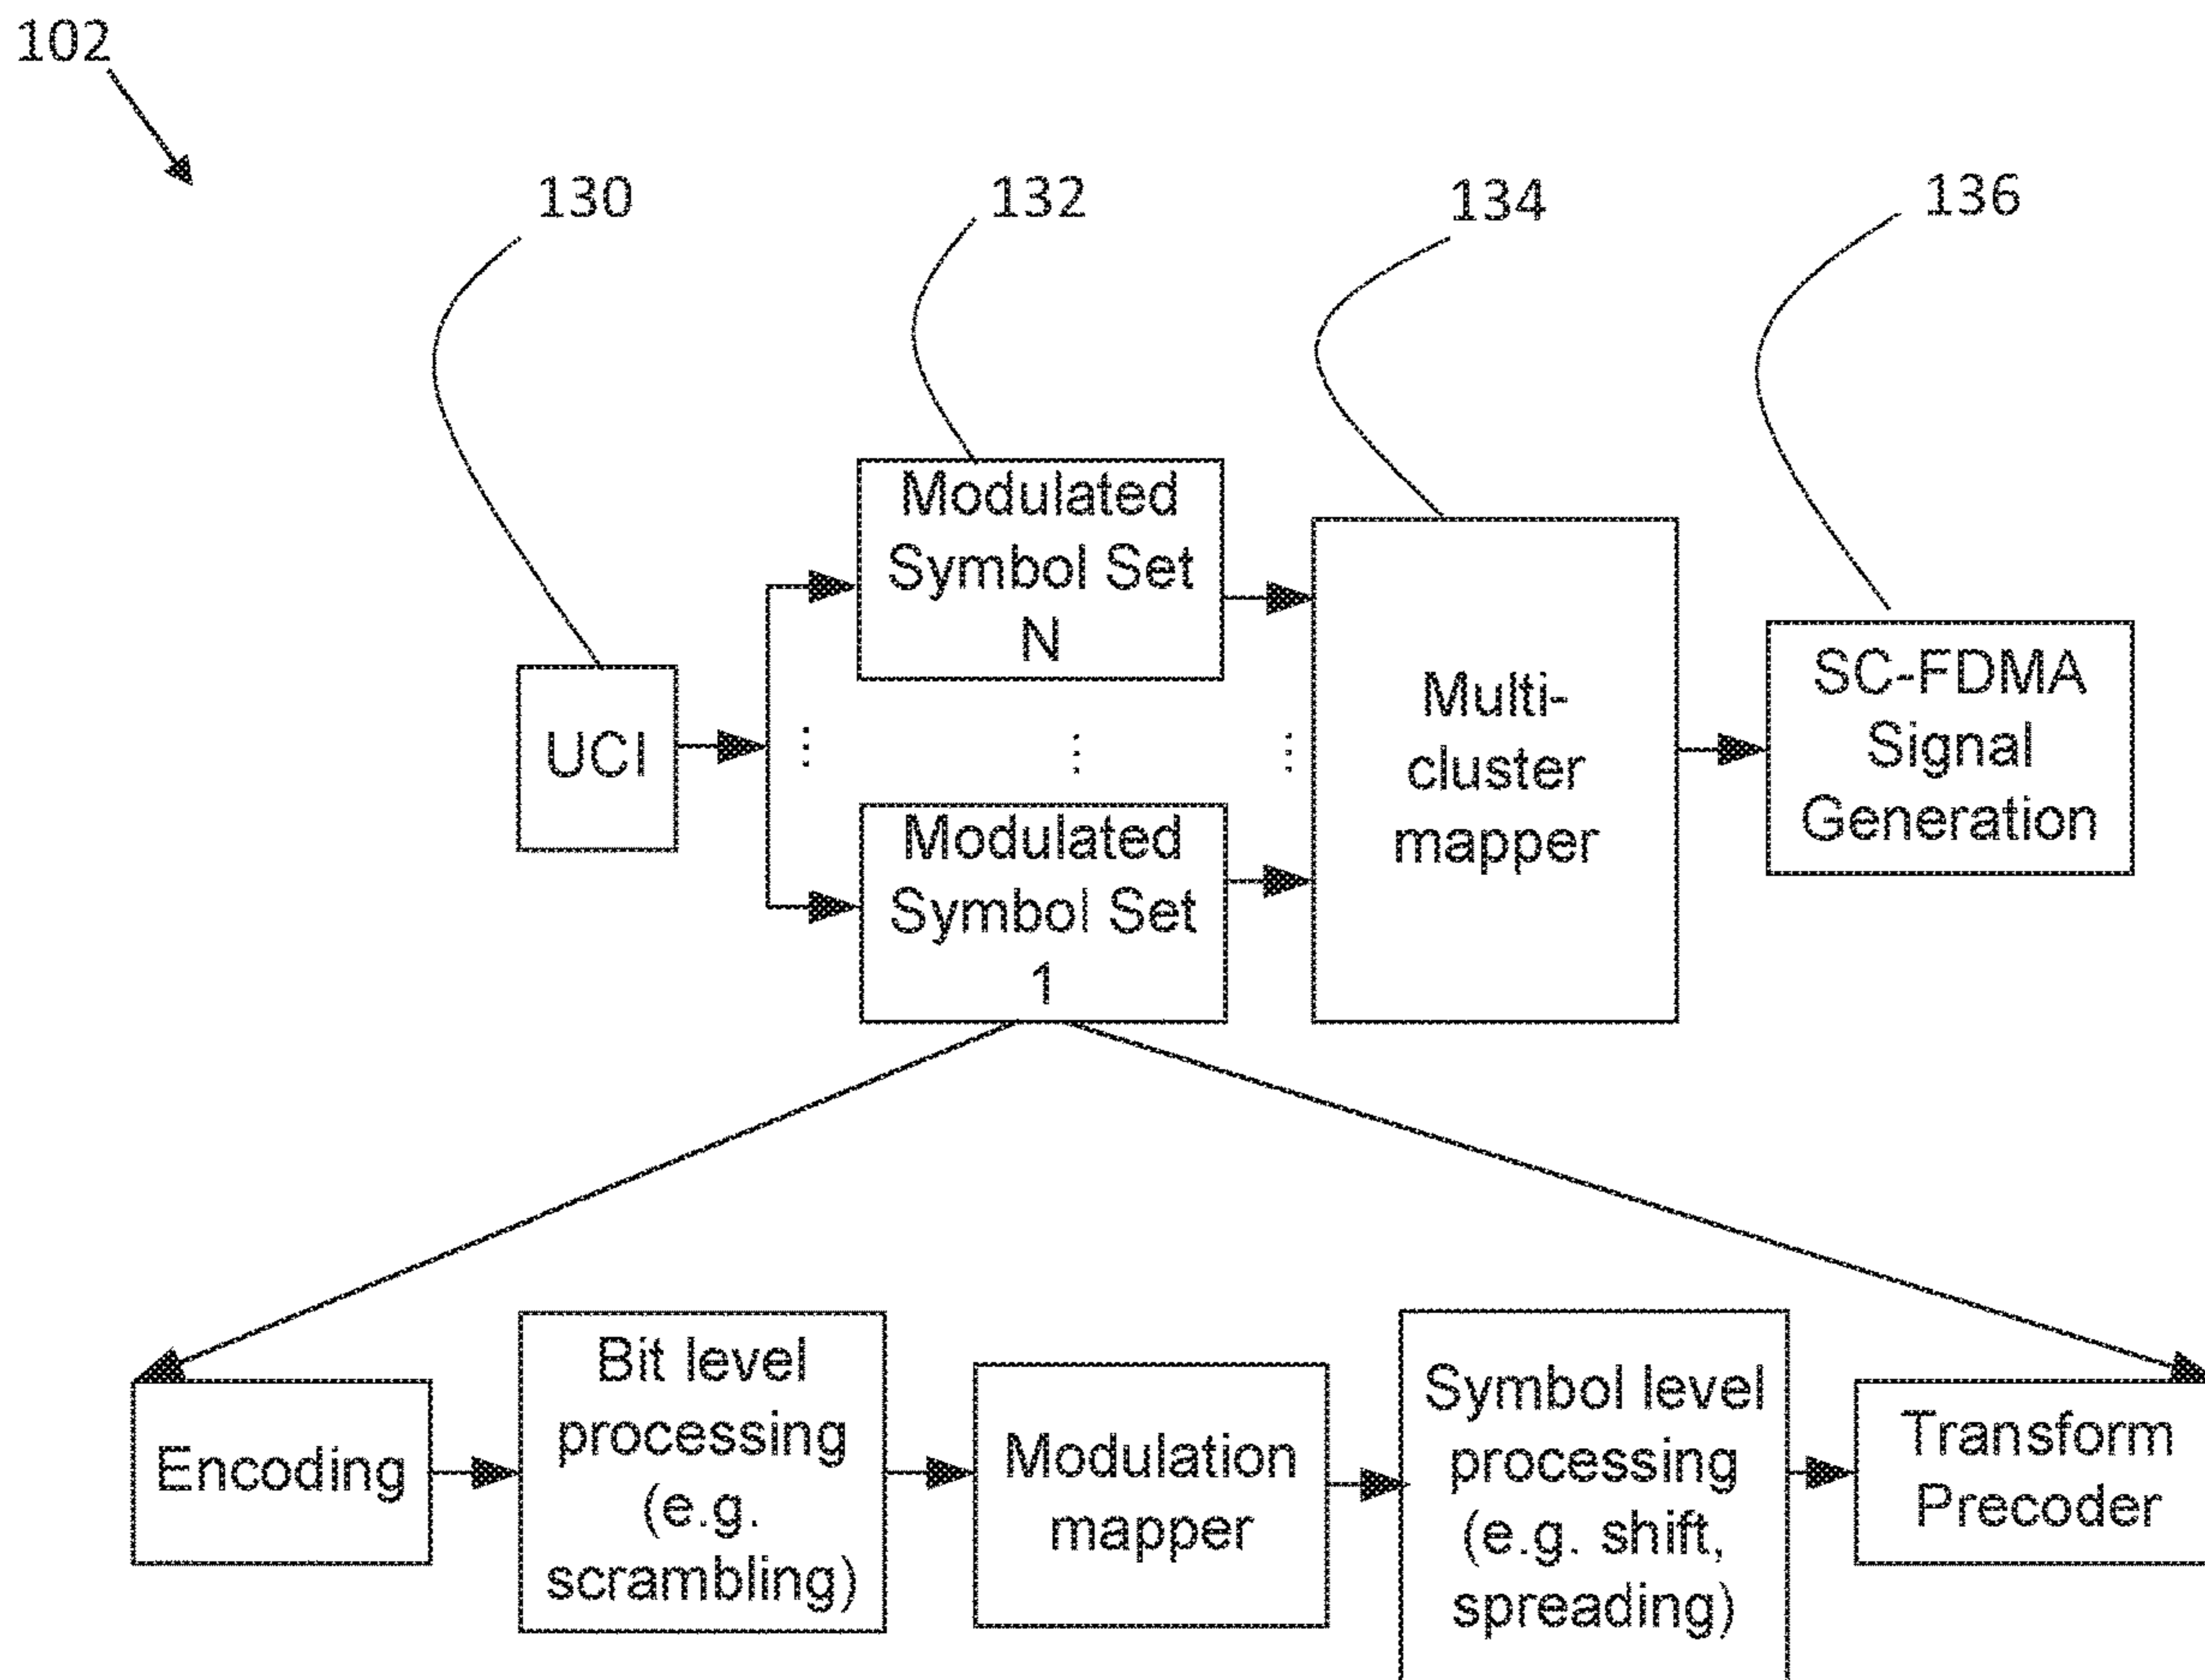 102
130
132
134
136
Modulated
Symbol Set
N
UCI
Modulated
Symbol Set
1
Multi-
cluster
mapper
SC-FDMA
Signal
Generation
Encoding
Bit level
processing
(e.g.
scrambling)
Modulation
mapper
Symbol level
processing
(e.g. shift,
spreading)
Transform
Precoder